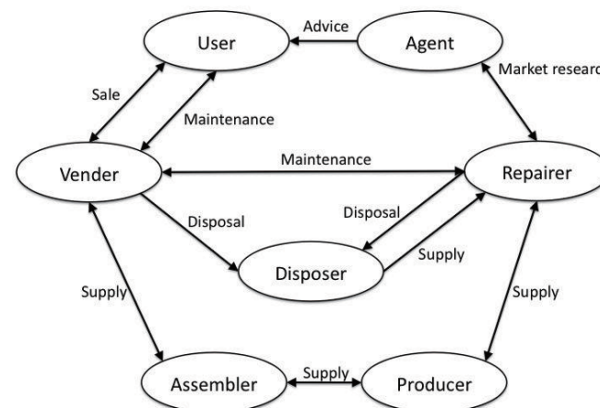 Advice
User
Agent
Market research
Sale
Maintenance
Maintenance
Vender
Repairer
Disposal
Disposal
Supply
Disposer
Supply
Supply
Supply
Assembler
Producer